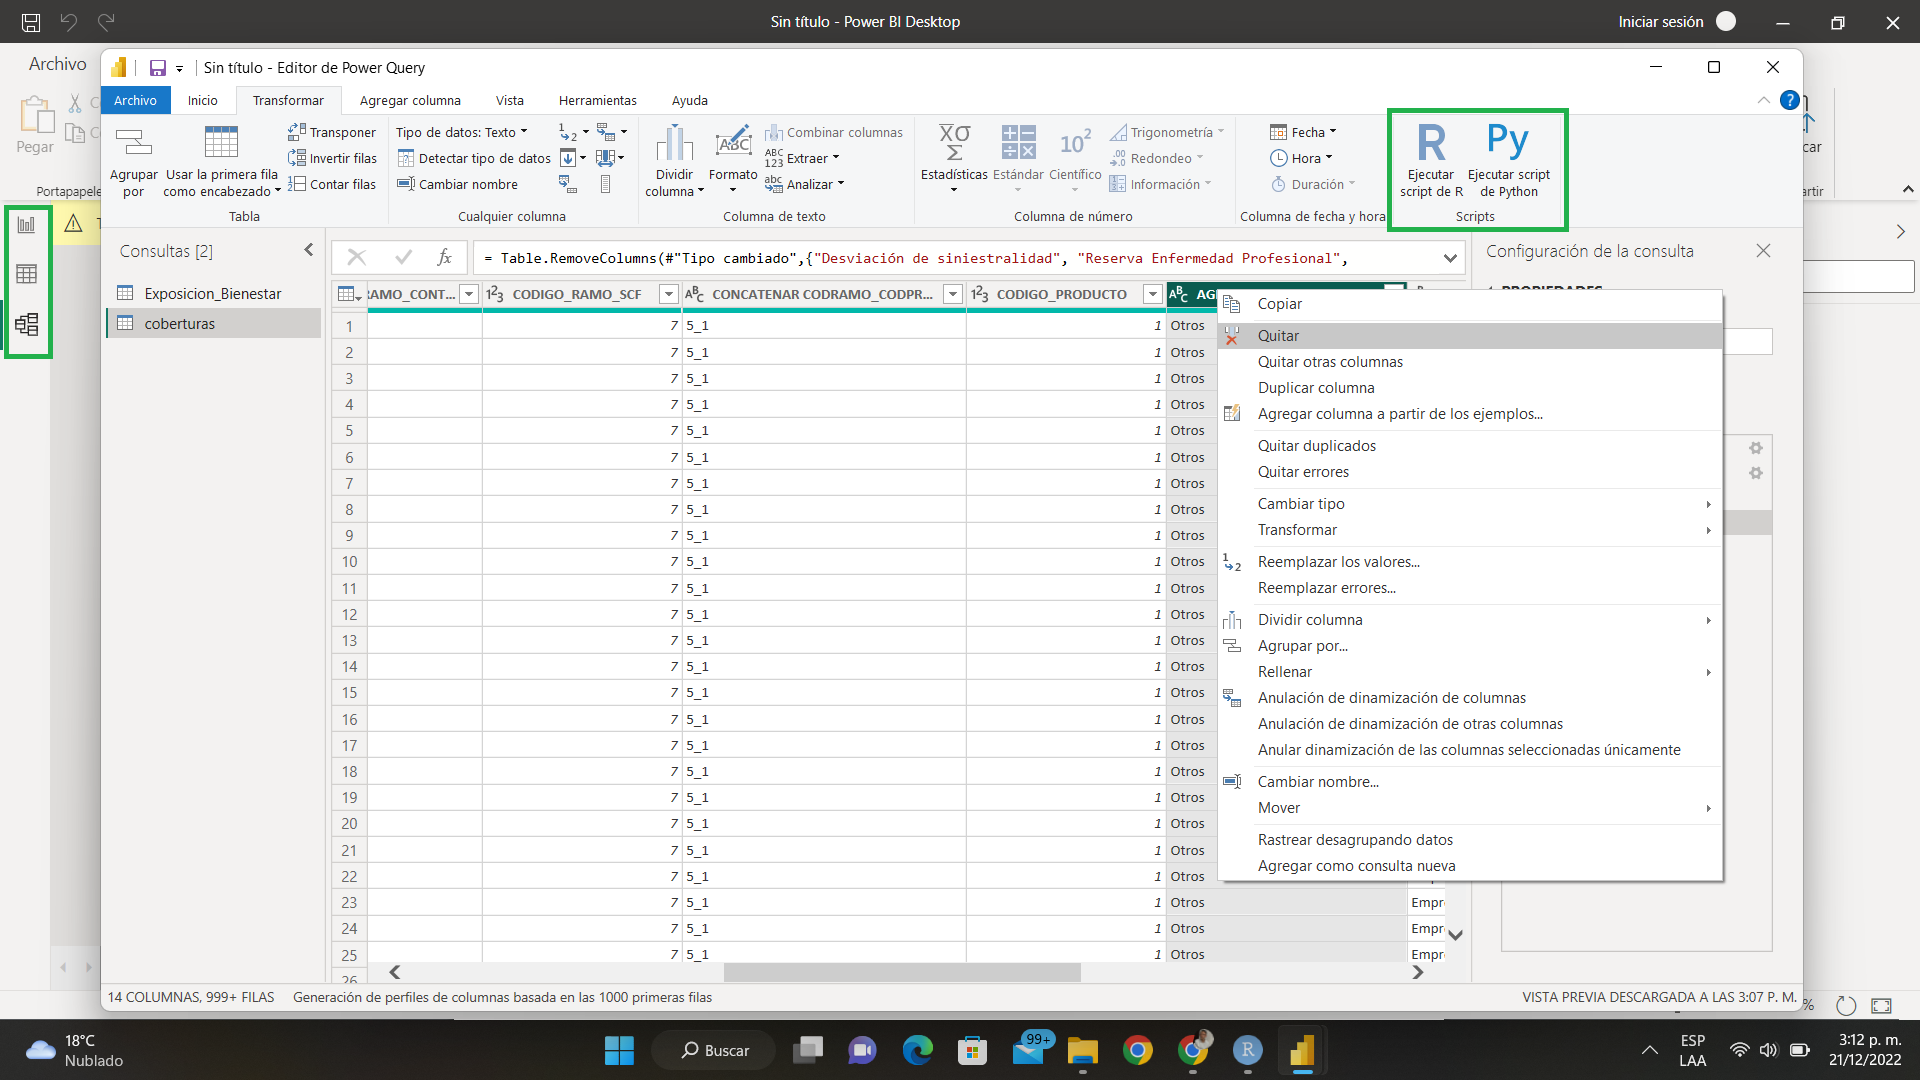 Sin título - Power BI Desktop
Iniciar sesión
Archivo
Sin título - Editor de Power Query
Archivo
Inicio
Transformar
Agregar columna
Vista
Herramientas
Ayuda
Pegar
Portapapele
Agrupar por
Usar la primera fila como encabezado
Transponer
Invertir filas
Contar filas
Tabla
Tipo de datos: Texto
Detectar tipo de datos
Cambiar nombre
Cualquier columna
Dividir columna
Formato
Combinar columnas
Extraer
Analizar
Columna de texto
Estadísticas
Estándar
Científico
Trigonometría
Redondeo
Información
Columna de número
Fecha
Hora
Duración
Columna de fecha y hora
R
Ejecutar script de R
Py
Ejecutar script de Python
Scripts
car
rtir
Consultas [2]
Exposicion_Bienestar
coberturas
fx
= Table.RemoveColumns(#"Tipo cambiado",{"Desviación de siniestralidad", "Reserva Enfermedad Profesional",
Configuración de la consulta
RAMO_CONT...
CODIGO_RAMO_SCF
CONCATENAR CODRAMO_CODPR...
CODIGO_PRODUCTO
1 7 5_1 1 Otros
2 7 5_1 1 Otros
3 7 5_1 1 Otros
4 7 5_1 1 Otros
5 7 5_1 1 Otros
6 7 5_1 1 Otros
7 7 5_1 1 Otros
8 7 5_1 1 Otros
9 7 5_1 1 Otros
10 7 5_1 1 Otros
11 7 5_1 1 Otros
12 7 5_1 1 Otros
13 7 5_1 1 Otros
14 7 5_1 1 Otros
15 7 5_1 1 Otros
16 7 5_1 1 Otros
17 7 5_1 1 Otros
18 7 5_1 1 Otros
19 7 5_1 1 Otros
20 7 5_1 1 Otros
21 7 5_1 1 Otros
22 7 5_1 1 Otros
23 7 5_1 1 Otros Empr
24 7 5_1 1 Otros Empr
25 7 5_1 1 Otros Empr
26
Copiar
Quitar
Quitar otras columnas
Duplicar columna
Agregar columna a partir de los ejemplos...
Quitar duplicados
Quitar errores
Cambiar tipo
Transformar
Reemplazar los valores...
Reemplazar errores...
Dividir columna
Agrupar por...
Rellenar
Anulación de dinamización de columnas
Anulación de dinamización de otras columnas
Anular dinamización de las columnas seleccionadas únicamente
Cambiar nombre...
Mover
Rastrear desagrupando datos
Agregar como consulta nueva
14 COLUMNAS, 999+ FILAS
Generación de perfiles de columnas basada en las 1000 primeras filas
VISTA PREVIA DESCARGADA A LAS 3:07 P. M.
%
18°C
Nublado
Buscar
99+
ESP
LAA
3:12 p. m.
21/12/2022